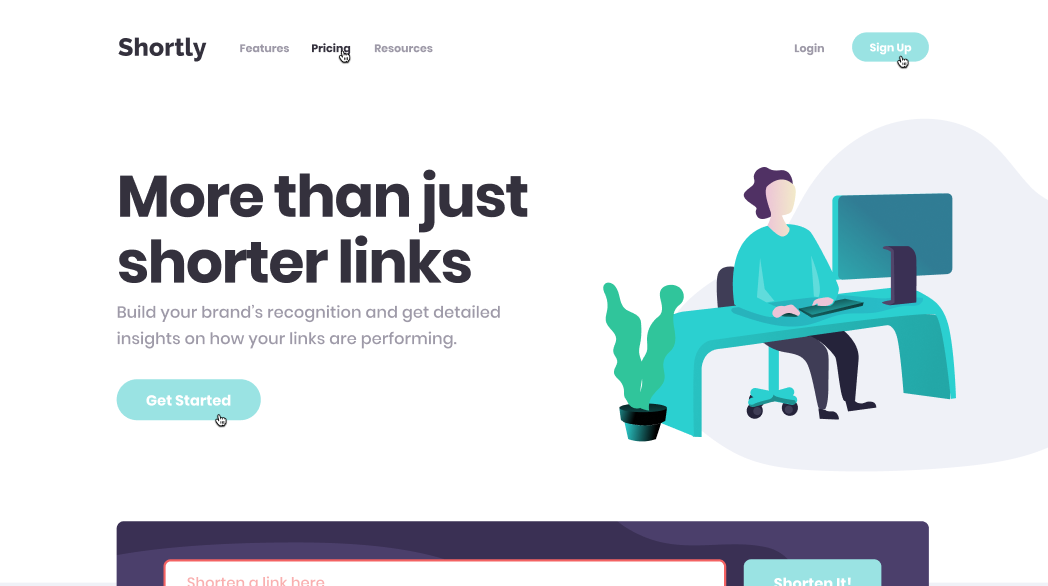 Shortly
Features Pricing Resources
Login
Sign Up
More than just
shorter links
Build your brand's recognition and get detailed
insights on how your links are performing.
Get Started
Shorten a link here
Shorten It!